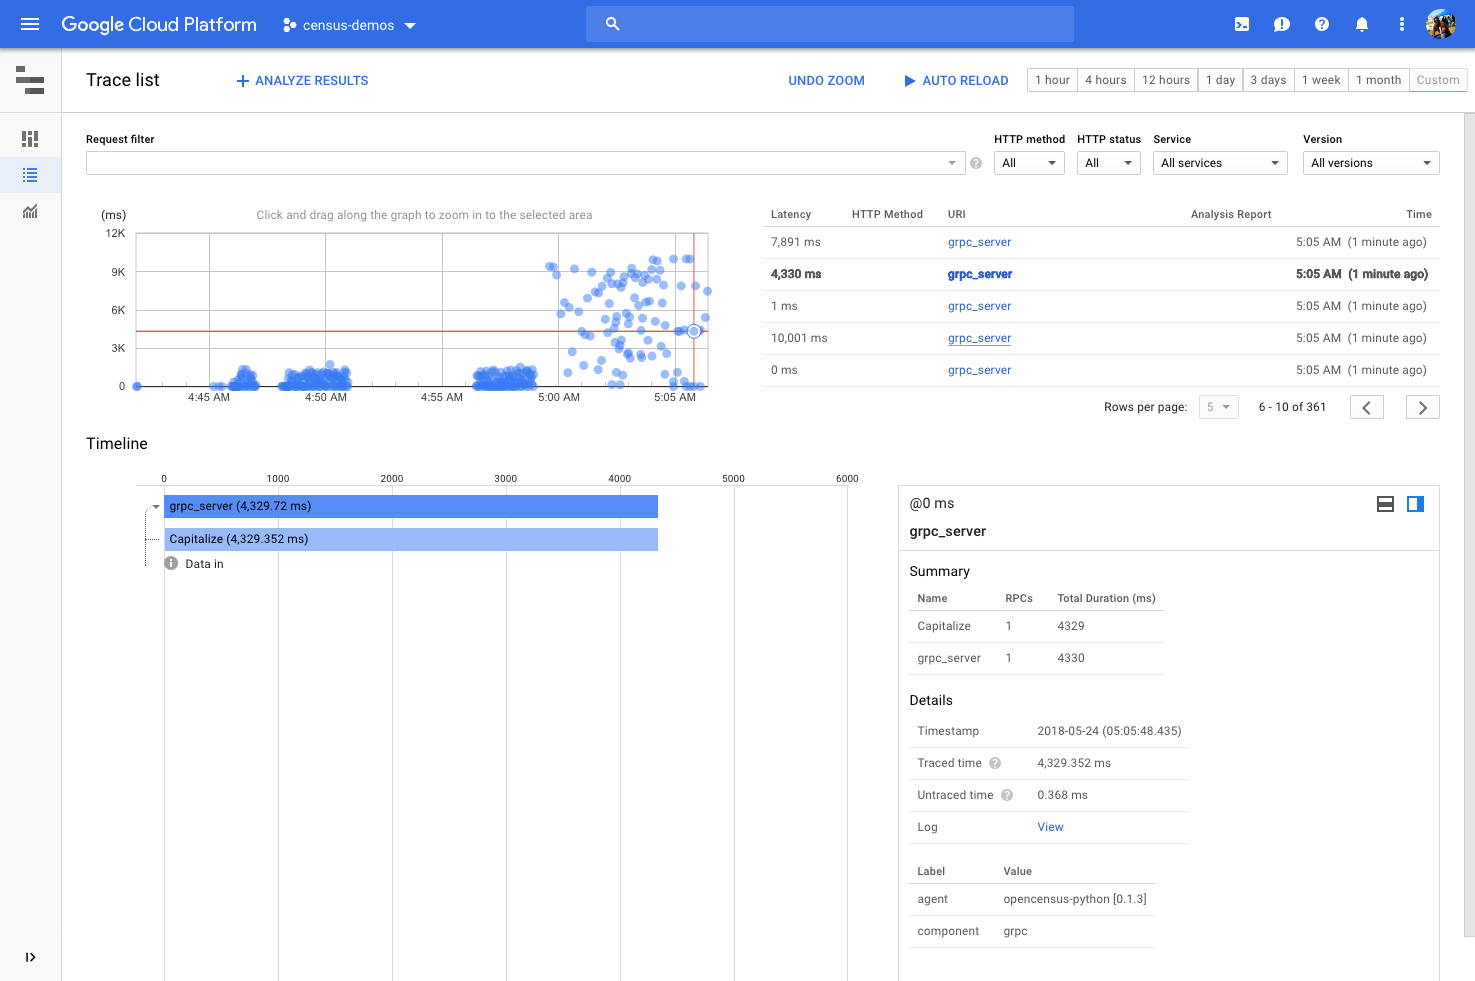 Google Cloud Platform census-demos
Trace list ANALYZE RESULTS UNDO ZOOM AUTO RELOAD 1 hour 4 hours 12 hours 1 day 3 days 1 week 1 month Custom
Request filter HTTP method HTTP status Service Version
All All All services All versions
(ms) Click and drag along the graph to zoom in to the selected area
12K
9K
6K
3K
0
4:45 AM 4:50 AM 4:55 AM 5:00 AM 5:05 AM
Latency HTTP Method URI Analysis Report Time
7,891 ms grpc_server 5:05 AM (1 minute ago)
4,330 ms grpc_server 5:05 AM (1 minute ago)
1 ms grpc_server 5:05 AM (1 minute ago)
10,001 ms grpc_server 5:05 AM (1 minute ago)
0 ms grpc_server 5:05 AM (1 minute ago)
Rows per page: 5 6 - 10 of 361
Timeline
0 1000 2000 3000 4000 5000 6000
grpc_server (4,329.72 ms)
Capitalize (4,329.352 ms)
Data in
@0 ms
grpc_server
Summary
Name RPCs Total Duration (ms)
Capitalize 1 4329
grpc_server 1 4330
Details
Timestamp 2018-05-24 (05:05:48.435)
Traced time 4,329.352 ms
Untraced time 0.368 ms
Log View
Label Value
agent opencensus-python [0.1.3]
component grpc